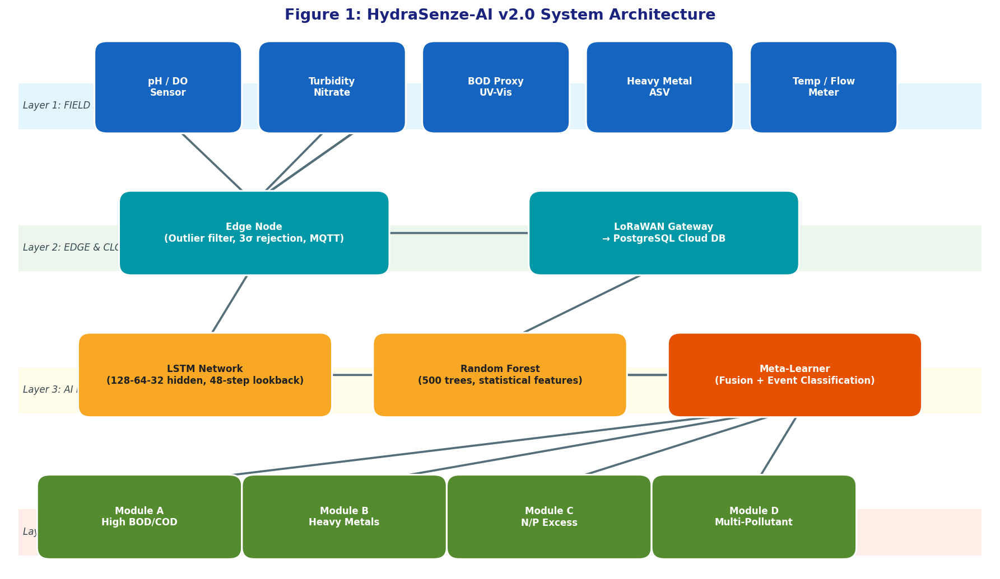 Figure 1: HydraSenze-AI v2.0 System Architecture
pH / DO
Sensor
Turbidity
Nitrate
BOD Proxy
UV-Vis
Heavy Metal
ASV
Temp / Flow
Meter
Layer 1: FIELD
Edge Node
(Outlier filter, 3σ rejection, MQTT)
LoRaWAN Gateway
→ PostgreSQL Cloud DB
Layer 2: EDGE &
LSTM Network
(128-64-32 hidden, 48-step lookback)
Random Forest
(500 trees, statistical features)
Meta-Learner
(Fusion + Event Classification)
Layer 3: AI
Module A
High BOD/COD
Module B
Heavy Metals
Module C
N/P Excess
Module D
Multi-Pollutant